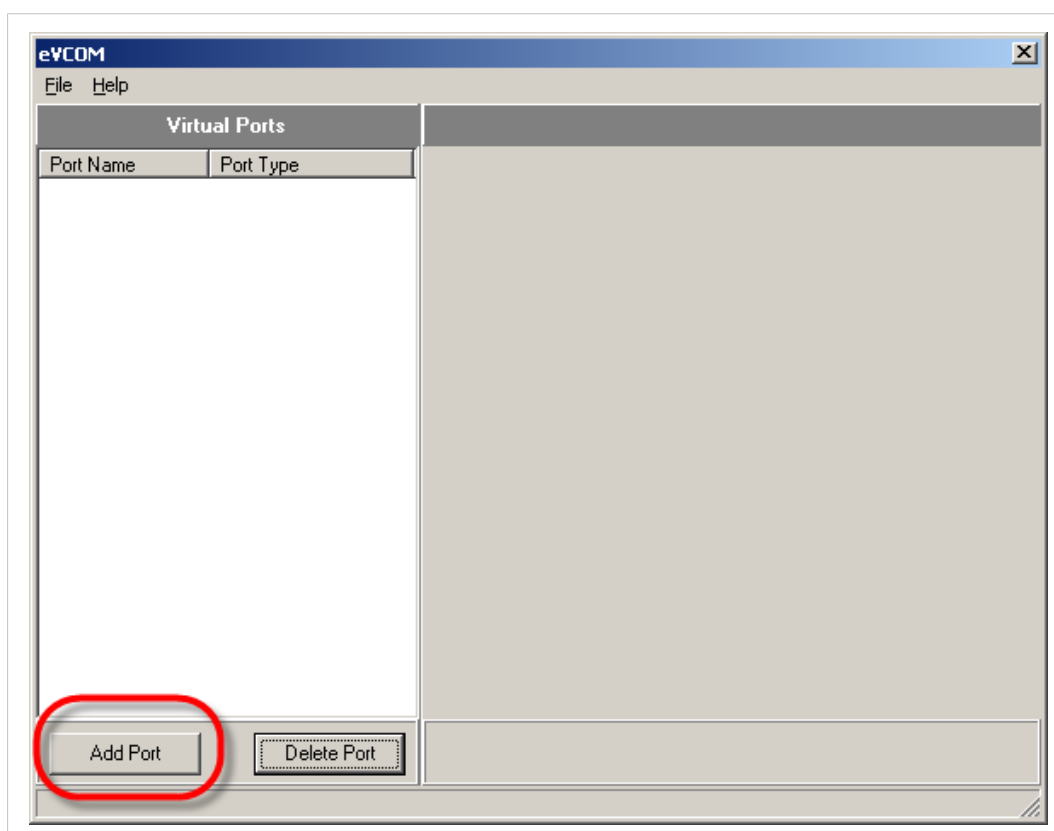 eVCOM
File Help
Virtual Ports
Port Name Port Type
Add Port Delete Port